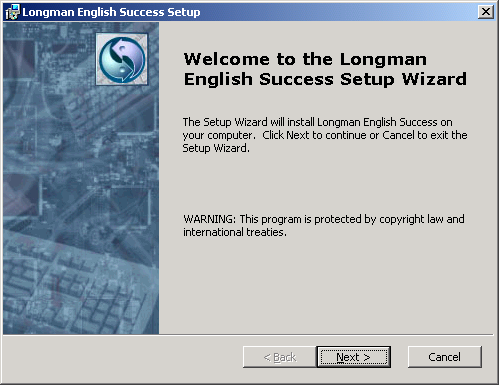 Longman English Success Setup
Welcome to the Longman
English Success Setup Wizard
The Setup Wizard will install Longman English Success on
your computer. Click Next to continue or Cancel to exit the
Setup Wizard.
WARNING: This program is protected by copyright law and
international treaties.
< Back
Next >
Cancel